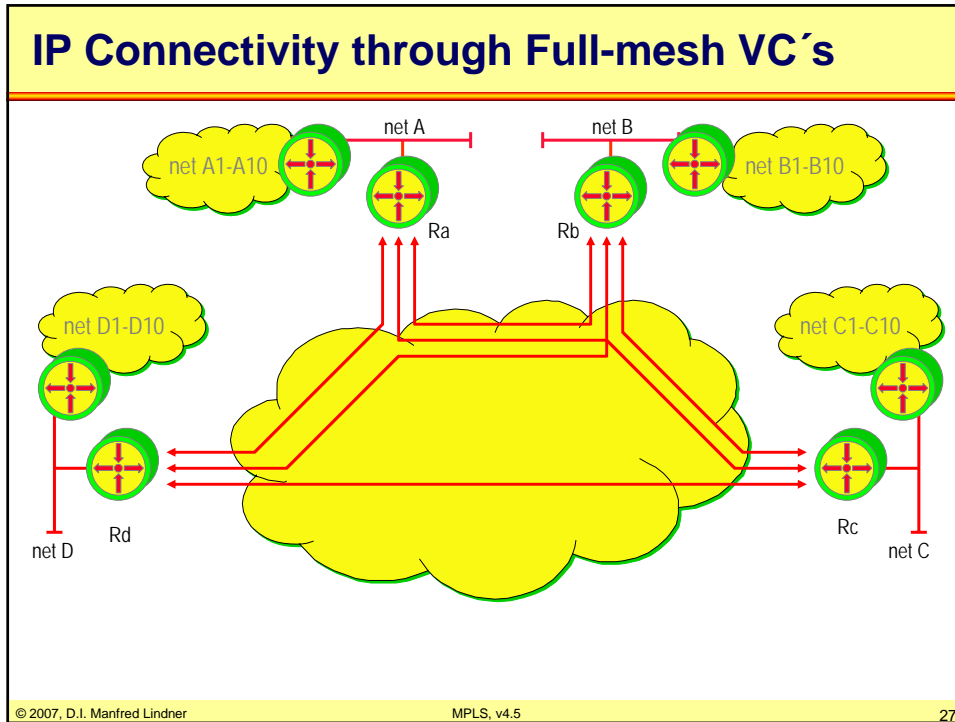 IP Connectivity through Full-mesh VC´s
net A
net B
net A1-A10
net B1-B10
Ra
Rb
net D1-D10
net C1-C10
Rd
Rc
net D
net C
© 2007, D.I. Manfred Lindner
MPLS, v4.5
27